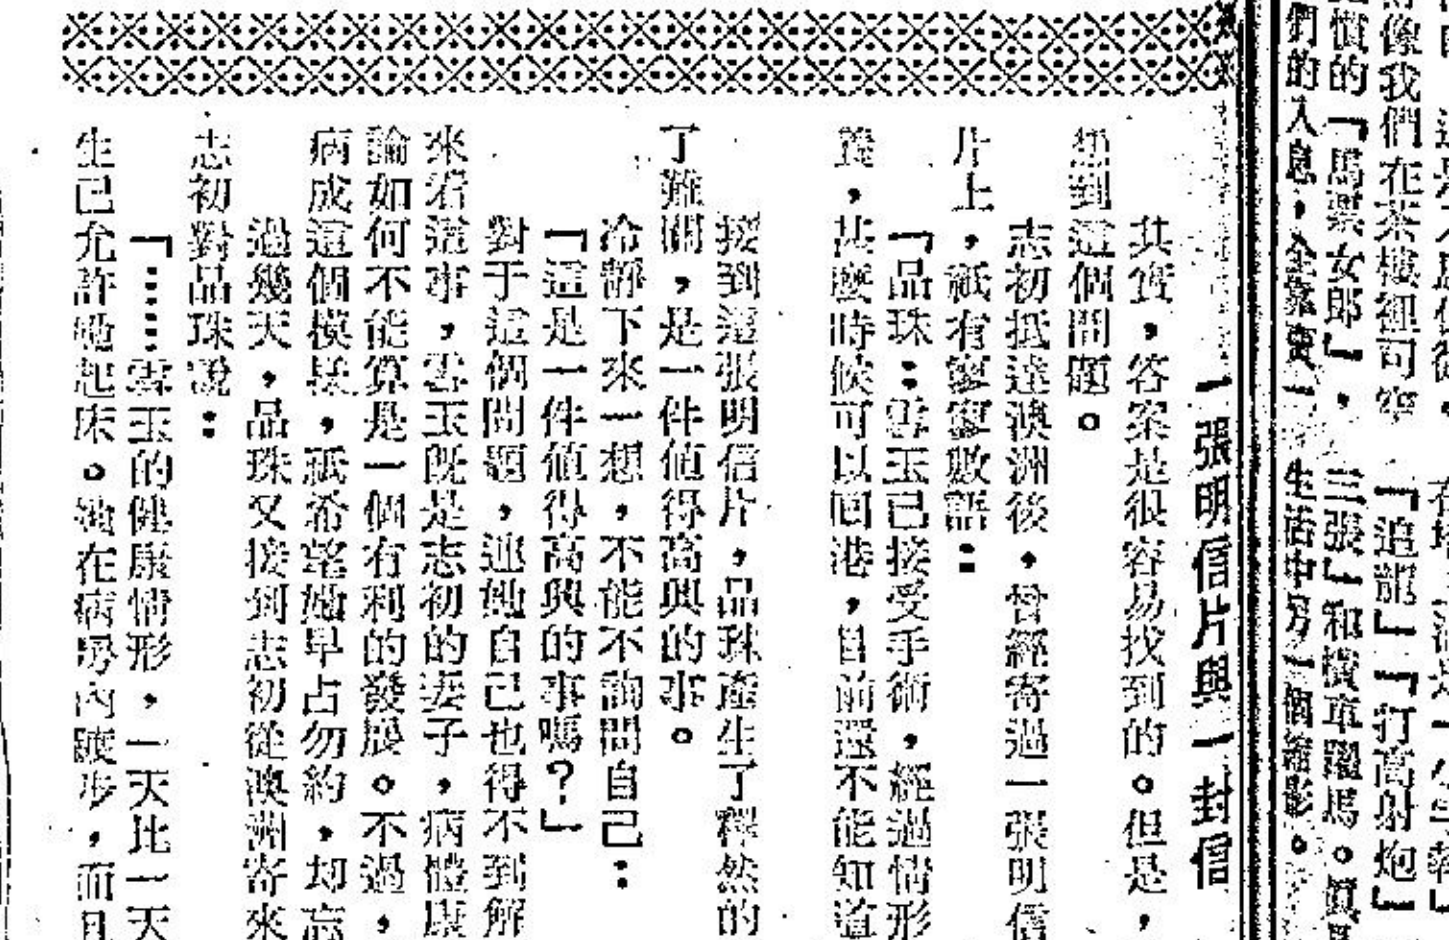 們的入息，全靠賣一
生活中另一個縮影。
慣的「馬票女郎」，
三張」和橫車躍馬。
像我們在茶樓裡司空
「追龍」「打高射炮」
一張明信片與一封信
其實，答案是很容易找到的。但是，
想到這個問題。
志初抵達澳洲後，曾經寄過一張明信
片上，祇有寥寥數語：
「品珠：雲玉已接受手術，經過情形
養，甚麼時候可以回港，目前還不能知道
接到這張明信片，品珠產生了釋然的
了難關，是一件值得高興的事。
冷靜下來一想，不能不詢問自己：
「這是一件值得高興的事嗎？」
對于這個問題，連她自己也得不到解
來看這事，雲玉既是志初的妻子，病體康
論如何不能算是一個有利的發展。不過，
病成這個模樣，祇希望她早占勿約，却忘
過幾天，品珠又接到志初從澳洲寄來
志初對品珠說：
「……雲玉的健康情形，一天比一天
生已允許她起床。她在病房內踱步，而且